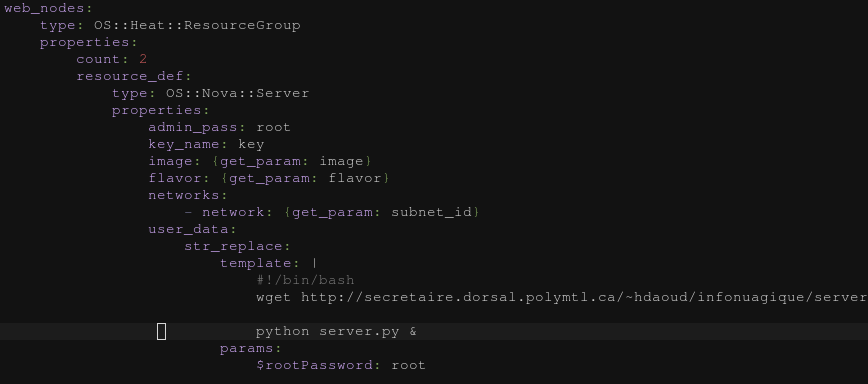 web_nodes:
    type: OS::Heat::ResourceGroup
    properties:
        count: 2
        resource_def:
            type: OS::Nova::Server
            properties:
                admin_pass: root
                key_name: key
                image: {get_param: image}
                flavor: {get_param: flavor}
                networks:
                    - network: {get_param: subnet_id}
                user_data:
                    str_replace:
                        template: |
                            #!/bin/bash
                            wget http://secretaire.dorsal.polymtl.ca/~hdaoud/infonuagique/server
                            python server.py &
                        params:
                            $rootPassword: root